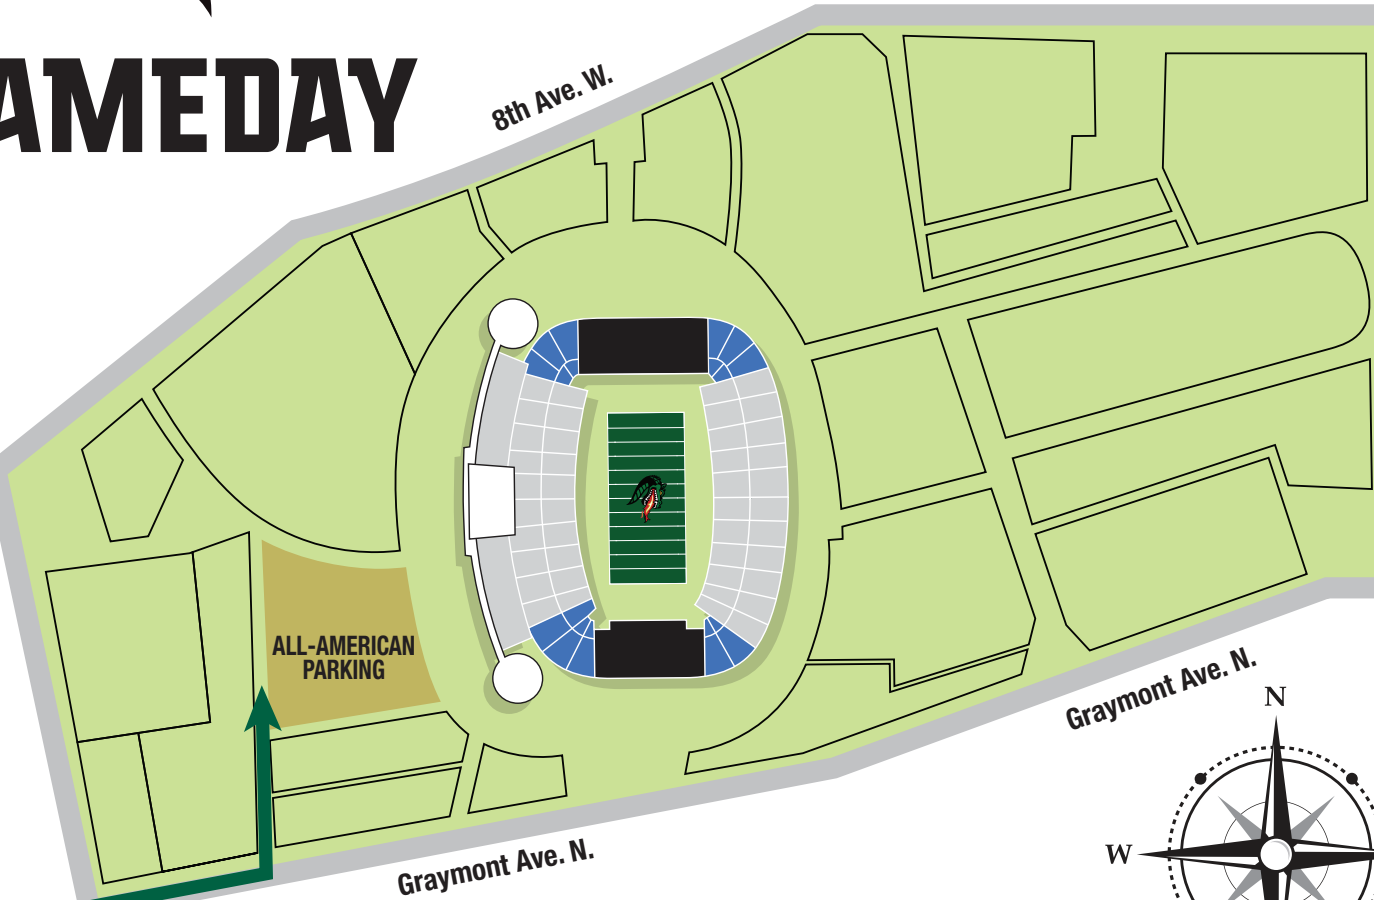 AMEDAY
8th Ave. W.
ALL-AMERICAN
PARKING
Graymont Ave. N.
Graymont Ave. N.
N
W